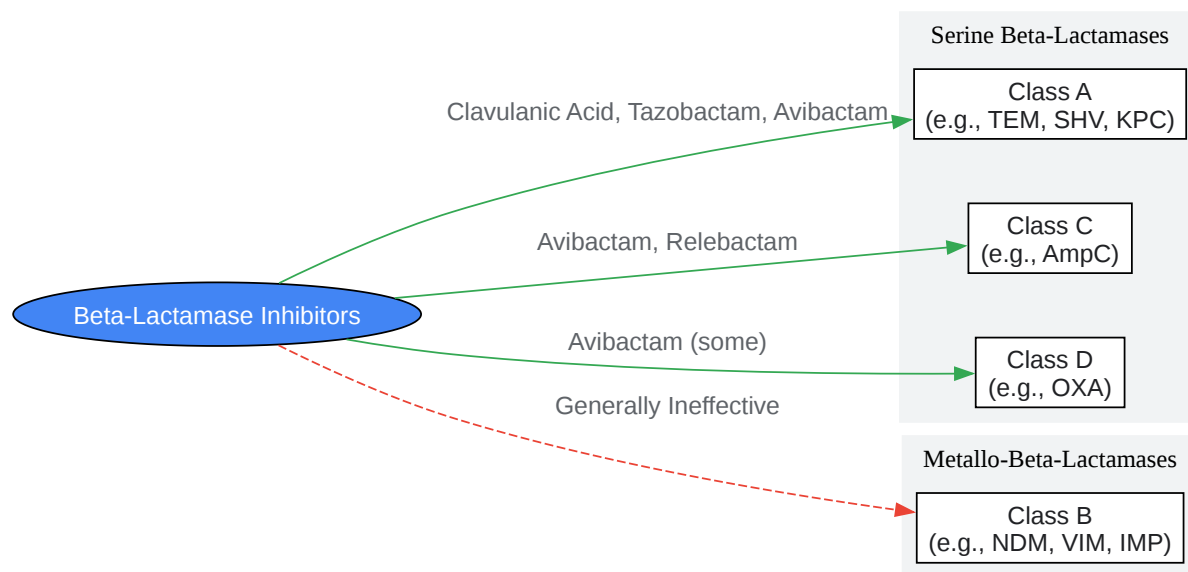 Serine Beta-Lactamases
Clavulanic Acid, Tazobactam, Avibactam
Class A
(e.g., TEM, SHV, KPC)
Avibactam, Relebactam
Class C
(e.g., AmpC)
Beta-Lactamase Inhibitors
Avibactam (some)
Class D
(e.g., OXA)
Generally Ineffective
Metallo-Beta-Lactamases
Class B
(e.g., NDM, VIM, IMP)